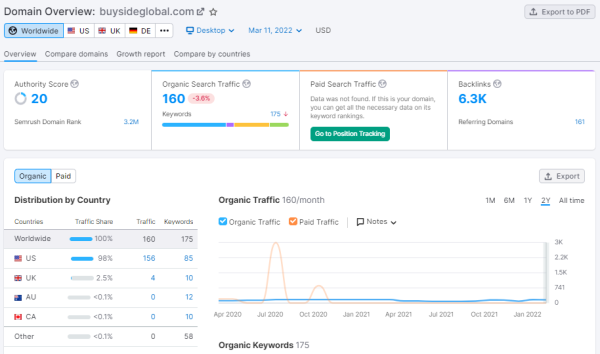 Domain Overview: buysideglobal.com
Export to PDF
Worldwide US UK DE ••• Desktop Mar 11, 2022 USD
Overview Compare domains Growth report Compare by countries
Authority Score
20
Semrush Domain Rank 3.2M
Organic Search Traffic
160 -3.6%
Keywords 175
Paid Search Traffic
Data was not found. If this is your domain,
you can get all the necessary data on its
keyword rankings.
Go to Position Tracking
Backlinks
6.3K
Referring Domains 161
Organic Paid
Export
Distribution by Country
Countries Traffic Share Traffic Keywords
Worldwide 100% 160 175
US 98% 156 85
UK 2.5% 4 10
AU <0.1% 0 12
CA <0.1% 0 10
Other <0.1% 0 58
Organic Traffic 160/month
1M 6M 1Y 2Y All time
Organic Traffic Paid Traffic Notes
3K
2.2K
1.5K
741
0
Apr 2020 Jul 2020 Oct 2020 Jan 2021 Apr 2021 Jul 2021 Oct 2021 Jan 2022
Organic Keywords 175